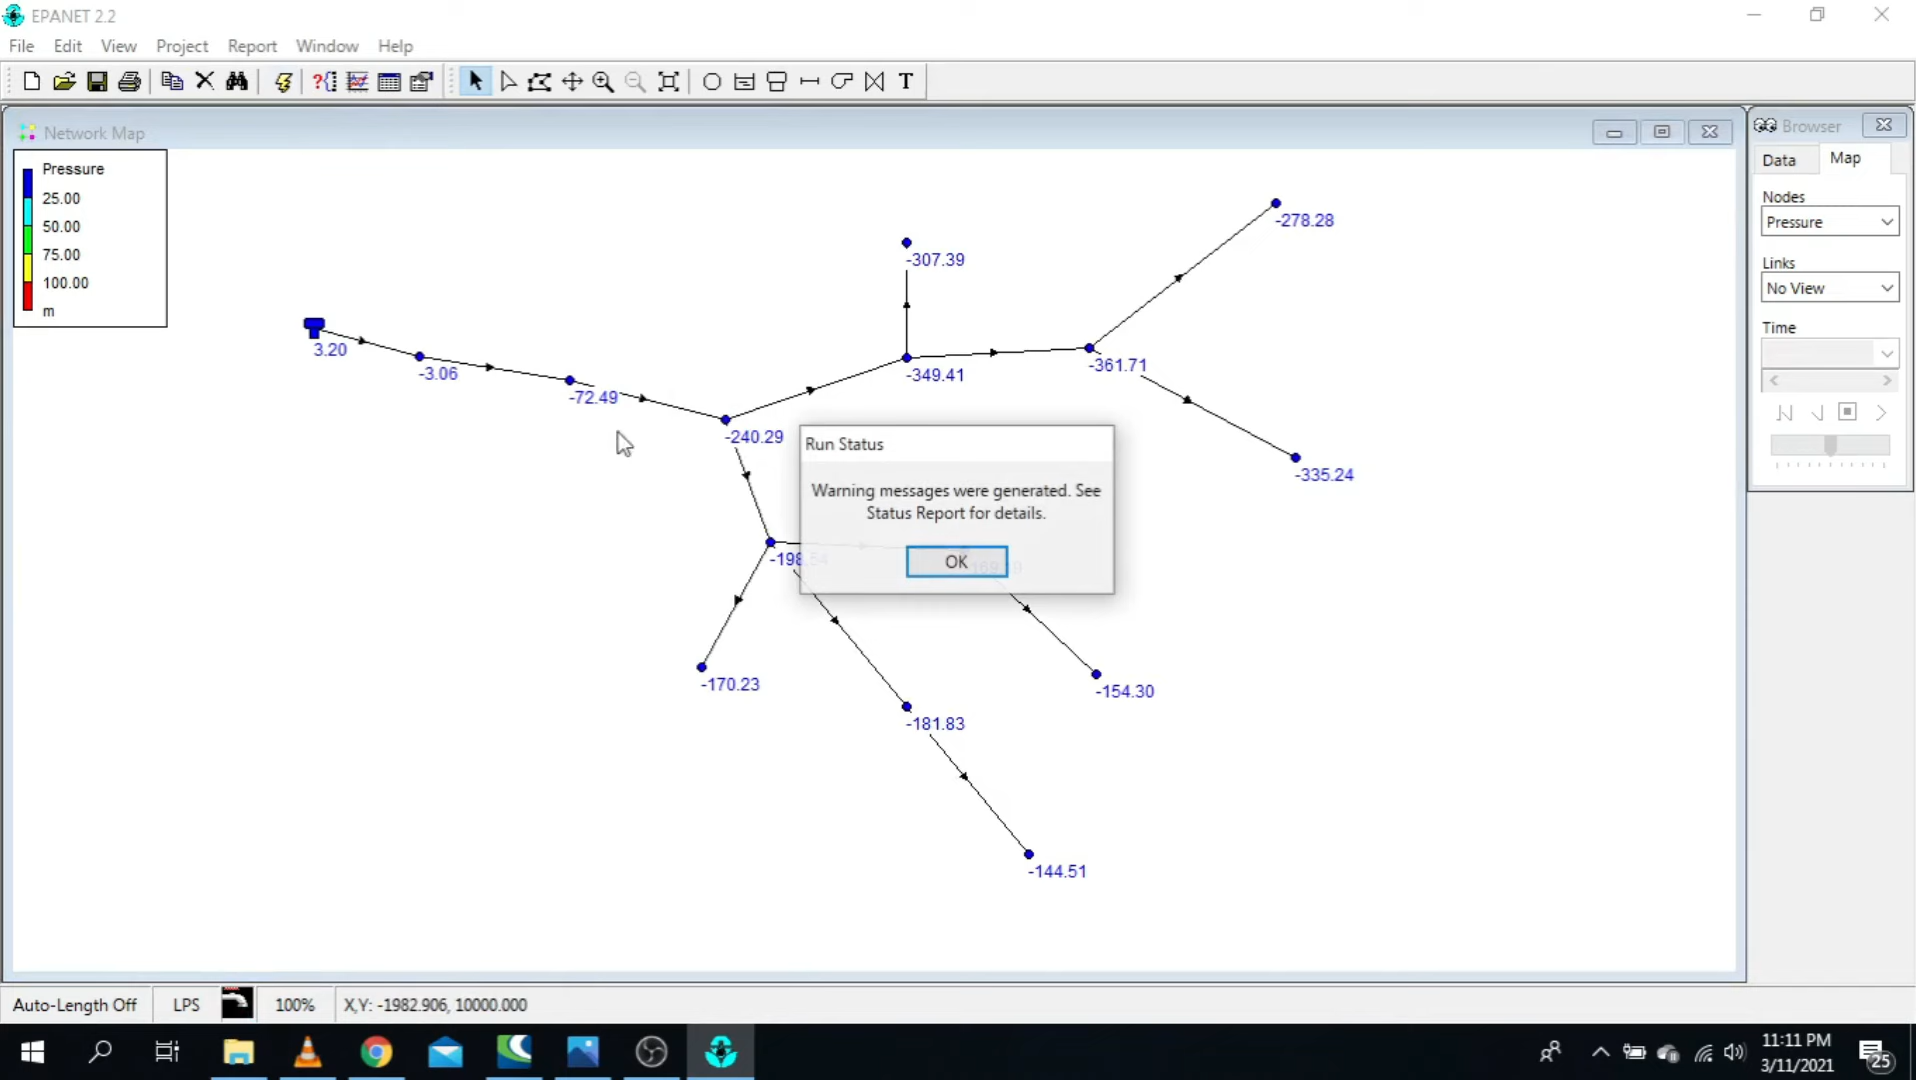 EPANET 2.2
File Edit View Project Report Window Help
T
Network Map
Browser
Data Map
Pressure
25.00
50.00
75.00
100.00
m
Nodes
Pressure
Links
No View
Time
3.20
-3.06
-72.49
-240.29
-307.39
-349.41
-278.28
-361.71
-335.24
Run Status
Warning messages were generated. See
Status Report for details.
OK
-170.23
-181.83
-154.30
-144.51
Auto-Length Off LPS 100% X,Y: -1982.906, 10000.000
11:11 PM
3/11/2021
25